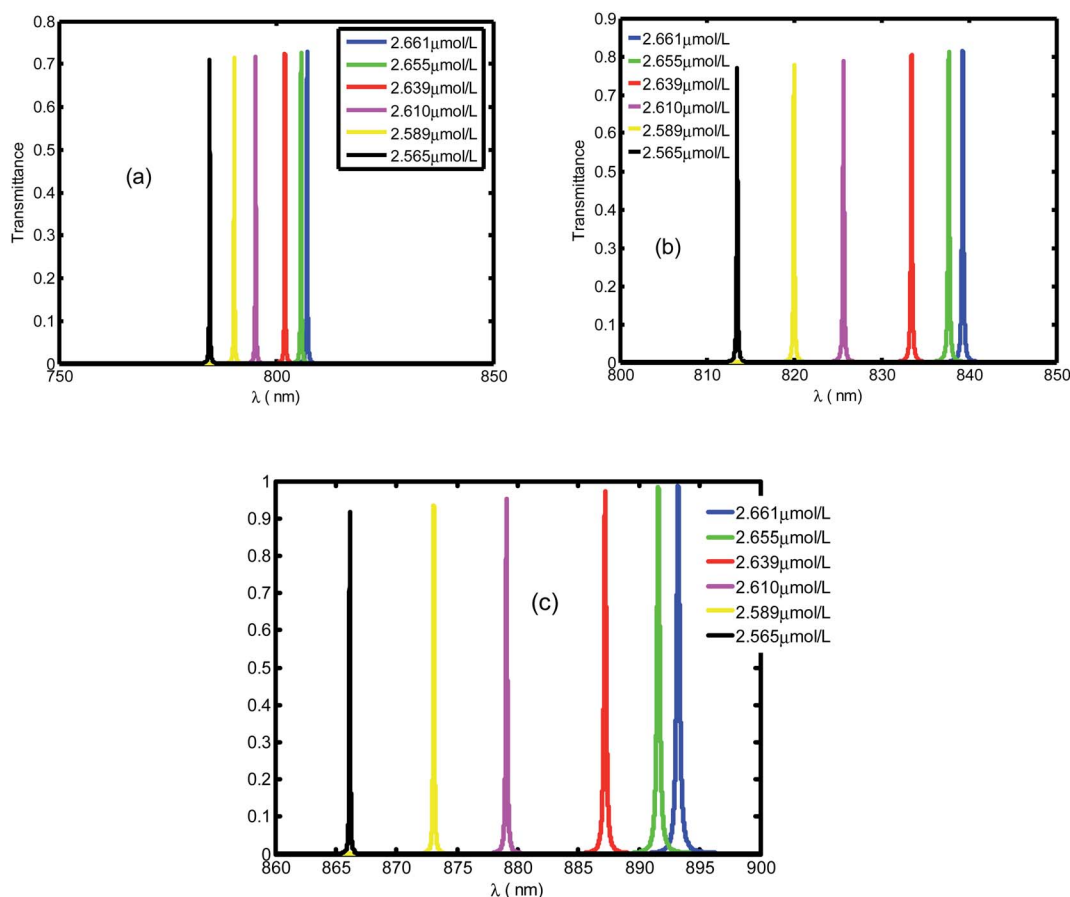 0.8
0.7
0.6
0.5
0.4
0.3
0.2
0.1
0
Transmittance
750
800
850
λ ( nm)
(a)
2.661μmol/L
2.655μmol/L
2.639μmol/L
2.610μmol/L
2.589μmol/L
2.565μmol/L
0.9
0.8
0.7
0.6
0.5
0.4
0.3
0.2
0.1
0
Transmittance
800
810
820
830
840
850
λ ( nm)
(b)
2.661μmol/L
2.655μmol/L
2.639μmol/L
2.610μmol/L
2.589μmol/L
2.565μmol/L
1
0.9
0.8
0.7
0.6
0.5
0.4
0.3
0.2
0.1
0
860
865
870
875
880
885
890
895
900
λ ( nm)
(c)
2.661μmol/L
2.655μmol/L
2.639μmol/L
2.610μmol/L
2.589μmol/L
2.565μmol/L